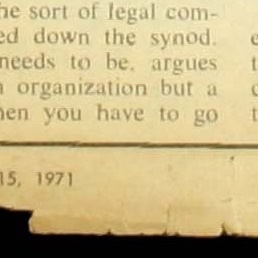 he sort of legal com-
ed down the synod.
needs to be, argues
organization but a
hen you have to go
15, 1971